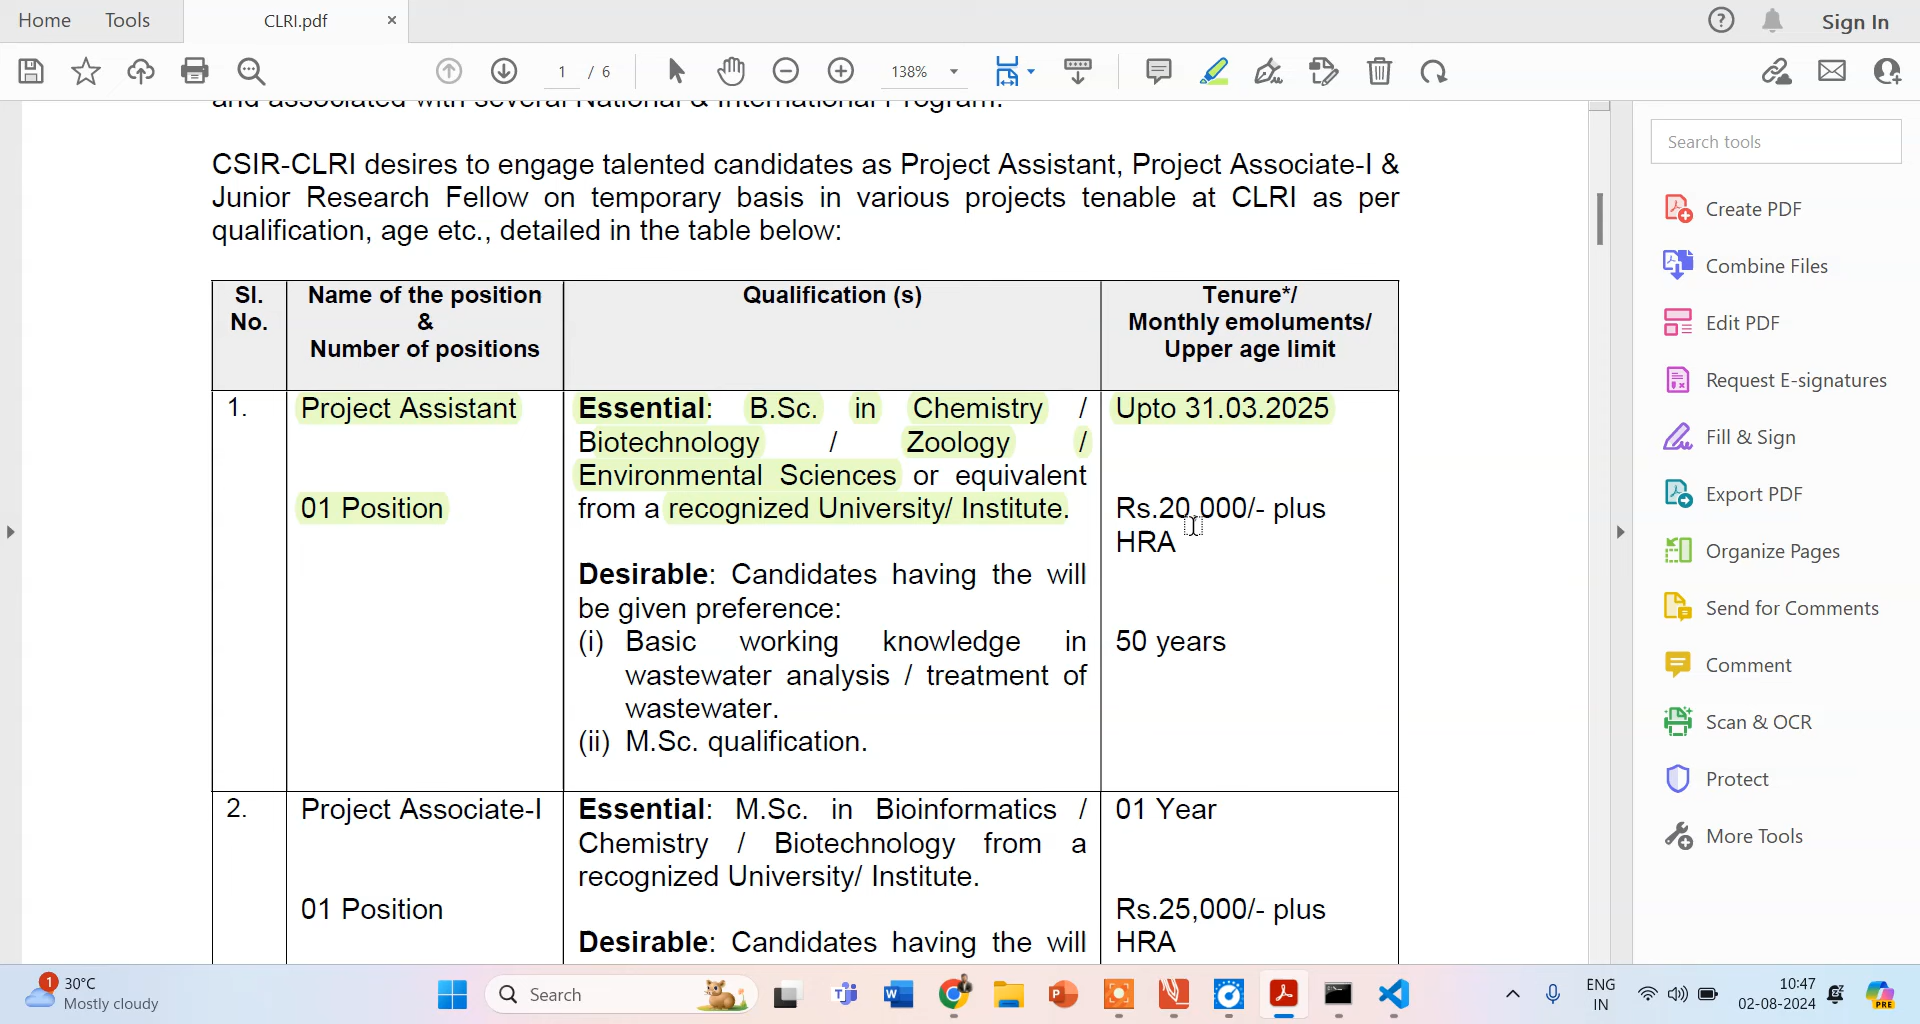 Home Tools CLRI.pdf × ? Sign In
1 / 6 138%
and associated with several National & International Program.
CSIR-CLRI desires to engage talented candidates as Project Assistant, Project Associate-I &
Junior Research Fellow on temporary basis in various projects tenable at CLRI as per
qualification, age etc., detailed in the table below:
Sl. No.
Name of the position
&
Number of positions
Qualification (s)
Tenure*/
Monthly emoluments/
Upper age limit
1.
Project Assistant
01 Position
Essential: B.Sc. in Chemistry /
Biotechnology / Zoology /
Environmental Sciences or equivalent
from a recognized University/ Institute.
Desirable: Candidates having the will
be given preference:
(i) Basic working knowledge in
wastewater analysis / treatment of
wastewater.
(ii) M.Sc. qualification.
Upto 31.03.2025
Rs.20,000/- plus
HRA
50 years
2.
Project Associate-I
01 Position
Essential: M.Sc. in Bioinformatics /
Chemistry / Biotechnology from a
recognized University/ Institute.
Desirable: Candidates having the will
01 Year
Rs.25,000/- plus
HRA
Search tools
Create PDF
Combine Files
Edit PDF
Request E-signatures
Fill & Sign
Export PDF
Organize Pages
Send for Comments
Comment
Scan & OCR
Protect
More Tools
1
30°C
Mostly cloudy
Search
ENG
IN
10:47
02-08-2024
PRE